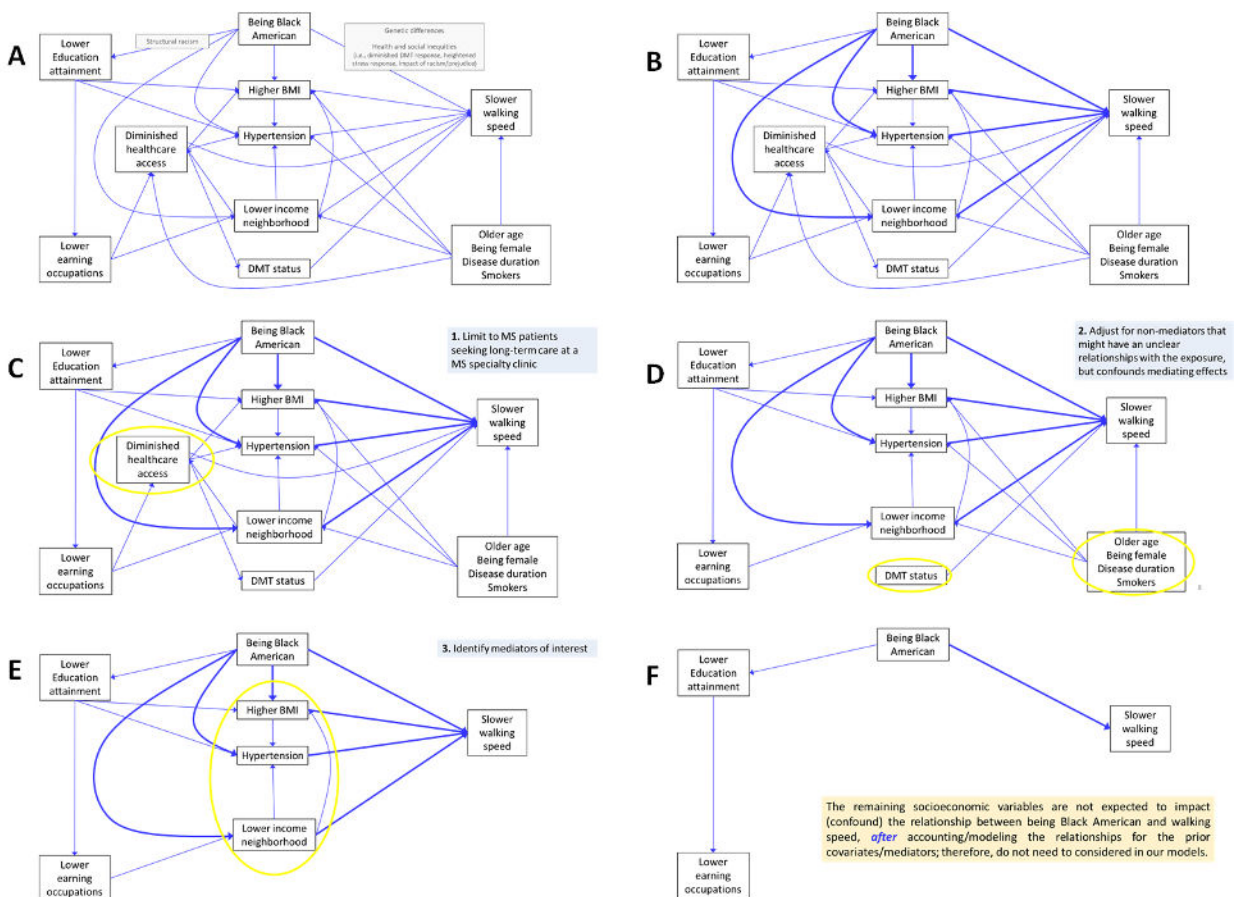 A
Being Black
American
Structural racism
Genetic differences
Health and social inequities
(i.e., diminished DMT response, heightened
stress response, impact of racism/prejudice)
Lower
Education
attainment
Higher BMI
Slower
walking
speed
Hypertension
Diminished
healthcare
access
Lower income
neighborhood
Lower
earning
occupations
DMT status
Older age
Being female
Disease duration
Smokers
B
Being Black
American
Lower
Education
attainment
Higher BMI
Slower
walking
speed
Hypertension
Diminished
healthcare
access
Lower income
neighborhood
Lower
earning
occupations
DMT status
Older age
Being female
Disease duration
Smokers
C
Being Black
American
1. Limit to MS patients
seeking long-term care at a
MS specialty clinic
Lower
Education
attainment
Higher BMI
Slower
walking
speed
Hypertension
Diminished
healthcare
access
Lower income
neighborhood
Lower
earning
occupations
DMT status
Older age
Being female
Disease duration
Smokers
D
Being Black
American
2. Adjust for non-mediators that
might have an unclear
relationships with the exposure,
but confounds mediating effects
Lower
Education
attainment
Higher BMI
Slower
walking
speed
Hypertension
Lower income
neighborhood
Lower
earning
occupations
DMT status
Older age
Being female
Disease duration
Smokers
E
Being Black
American
3. Identify mediators of interest
Lower
Education
attainment
Higher BMI
Slower
walking
speed
Hypertension
Lower income
neighborhood
Lower
earning
occupations
F
Being Black
American
Lower
Education
attainment
Slower
walking
speed
The remaining socioeconomic variables are not expected to impact
(confound) the relationship between being Black American and walking
speed, after accounting/modeling the relationships for the prior
covariates/mediators; therefore, do not need to considered in our models.
Lower
earning
occupations